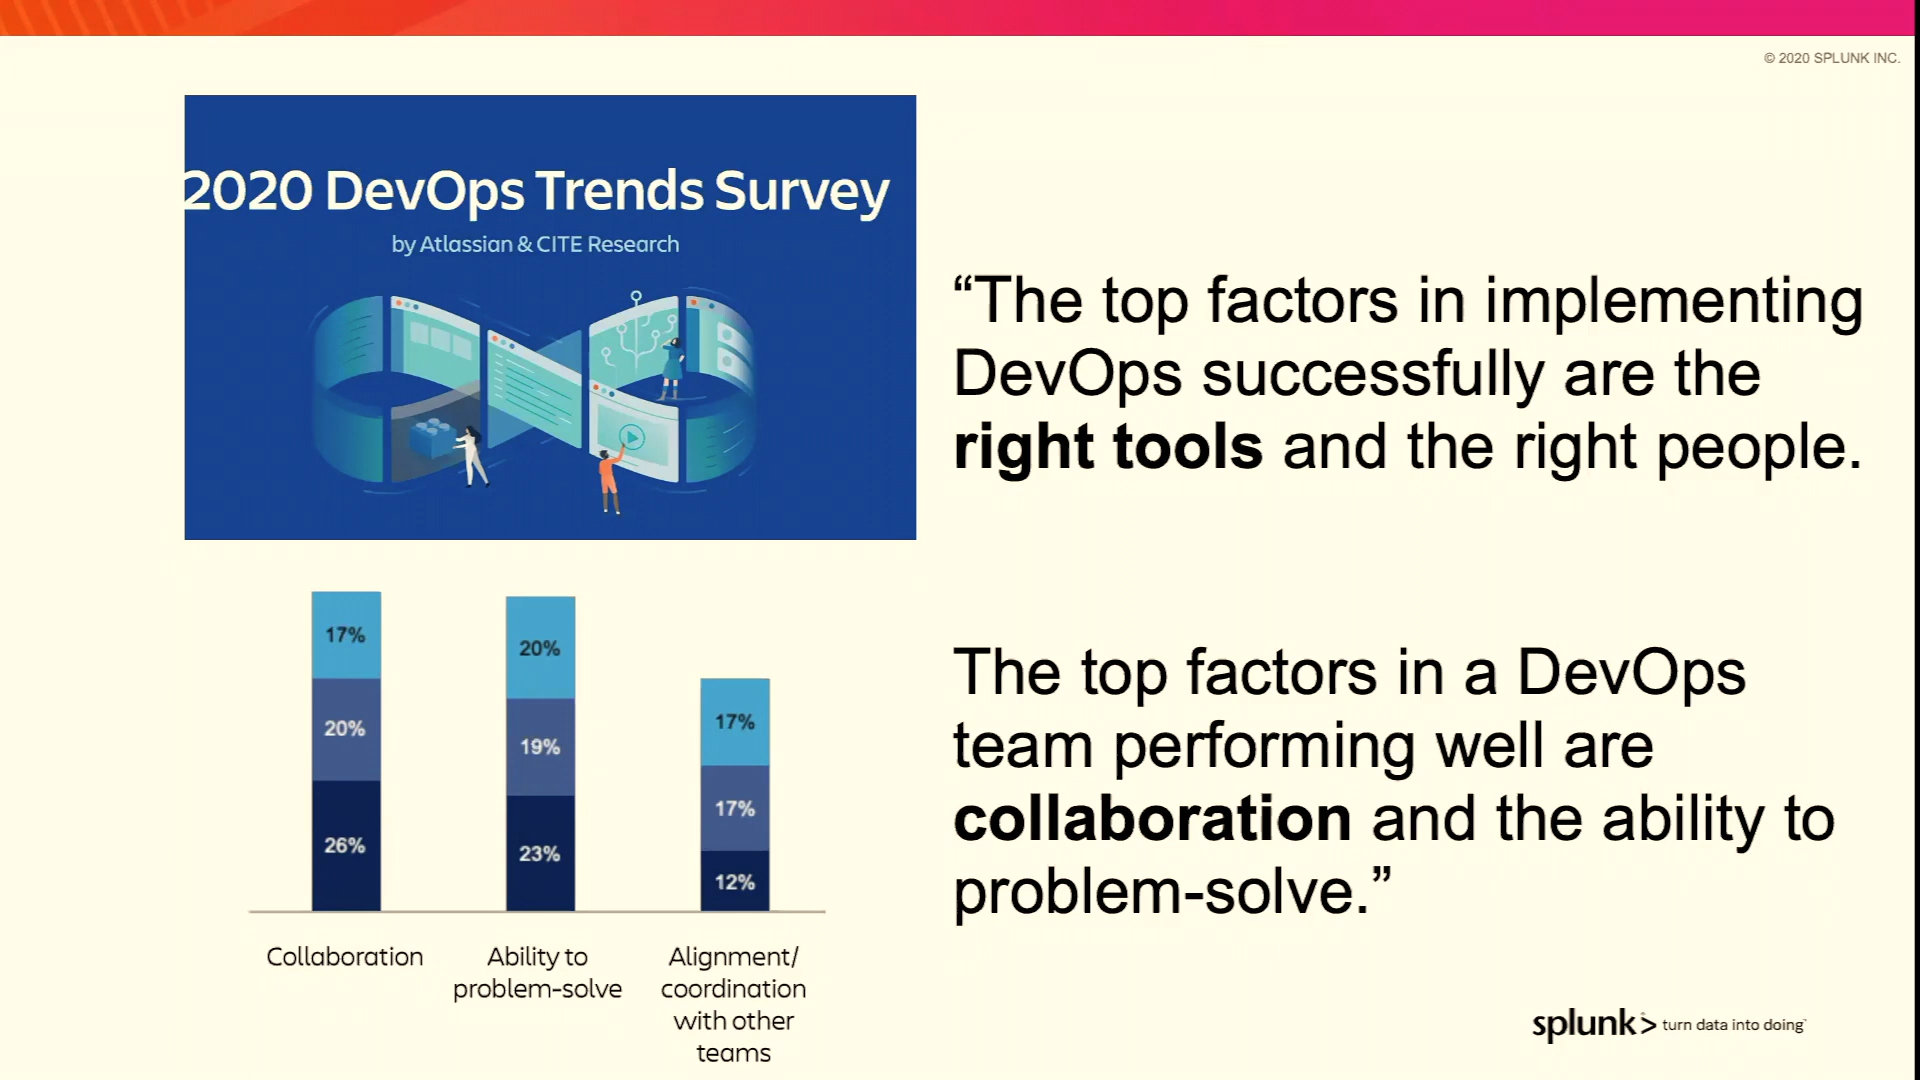 © 2020 SPLUNK INC.
2020 DevOps Trends Survey
by Atlassian & CITE Research
“The top factors in implementing
DevOps successfully are the
right tools and the right people.
The top factors in a DevOps
team performing well are
collaboration and the ability to
problem-solve.”
17%
20%
26%
20%
19%
23%
17%
17%
12%
Collaboration
Ability to
problem-solve
Alignment/
coordination
with other
teams
splunk> turn data into doing™